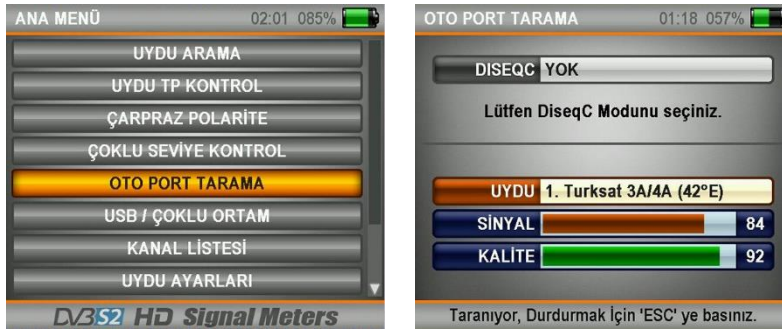 ANA MENÜ 02:01 085%
UYDU ARAMA
UYDU TP KONTROL
ÇARPRAZ POLARİTE
ÇOKLU SEVİYE KONTROL
OTO PORT TARAMA
USB / ÇOKLU ORTAM
KANAL LİSTESİ
UYDU AYARLARI
DVB S2 HD Signal Meters
OTO PORT TARAMA 01:18 057%
DISEQC YOK
Lütfen DiseqC Modunu seçiniz.
UYDU 1. Turksat 3A/4A (42ºE)
SİNYAL 84
KALİTE 92
Taranıyor, Durdurmak İçin 'ESC' ye basınız.